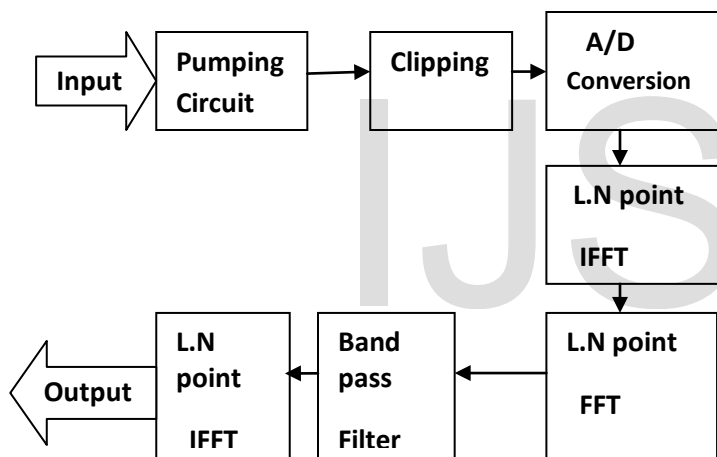 Input
Pumping
Circuit
Clipping
A/D
Conversion
L.N point
IFFT
L.N point
FFT
Band
pass
Filter
L.N
point
IFFT
Output
IJS